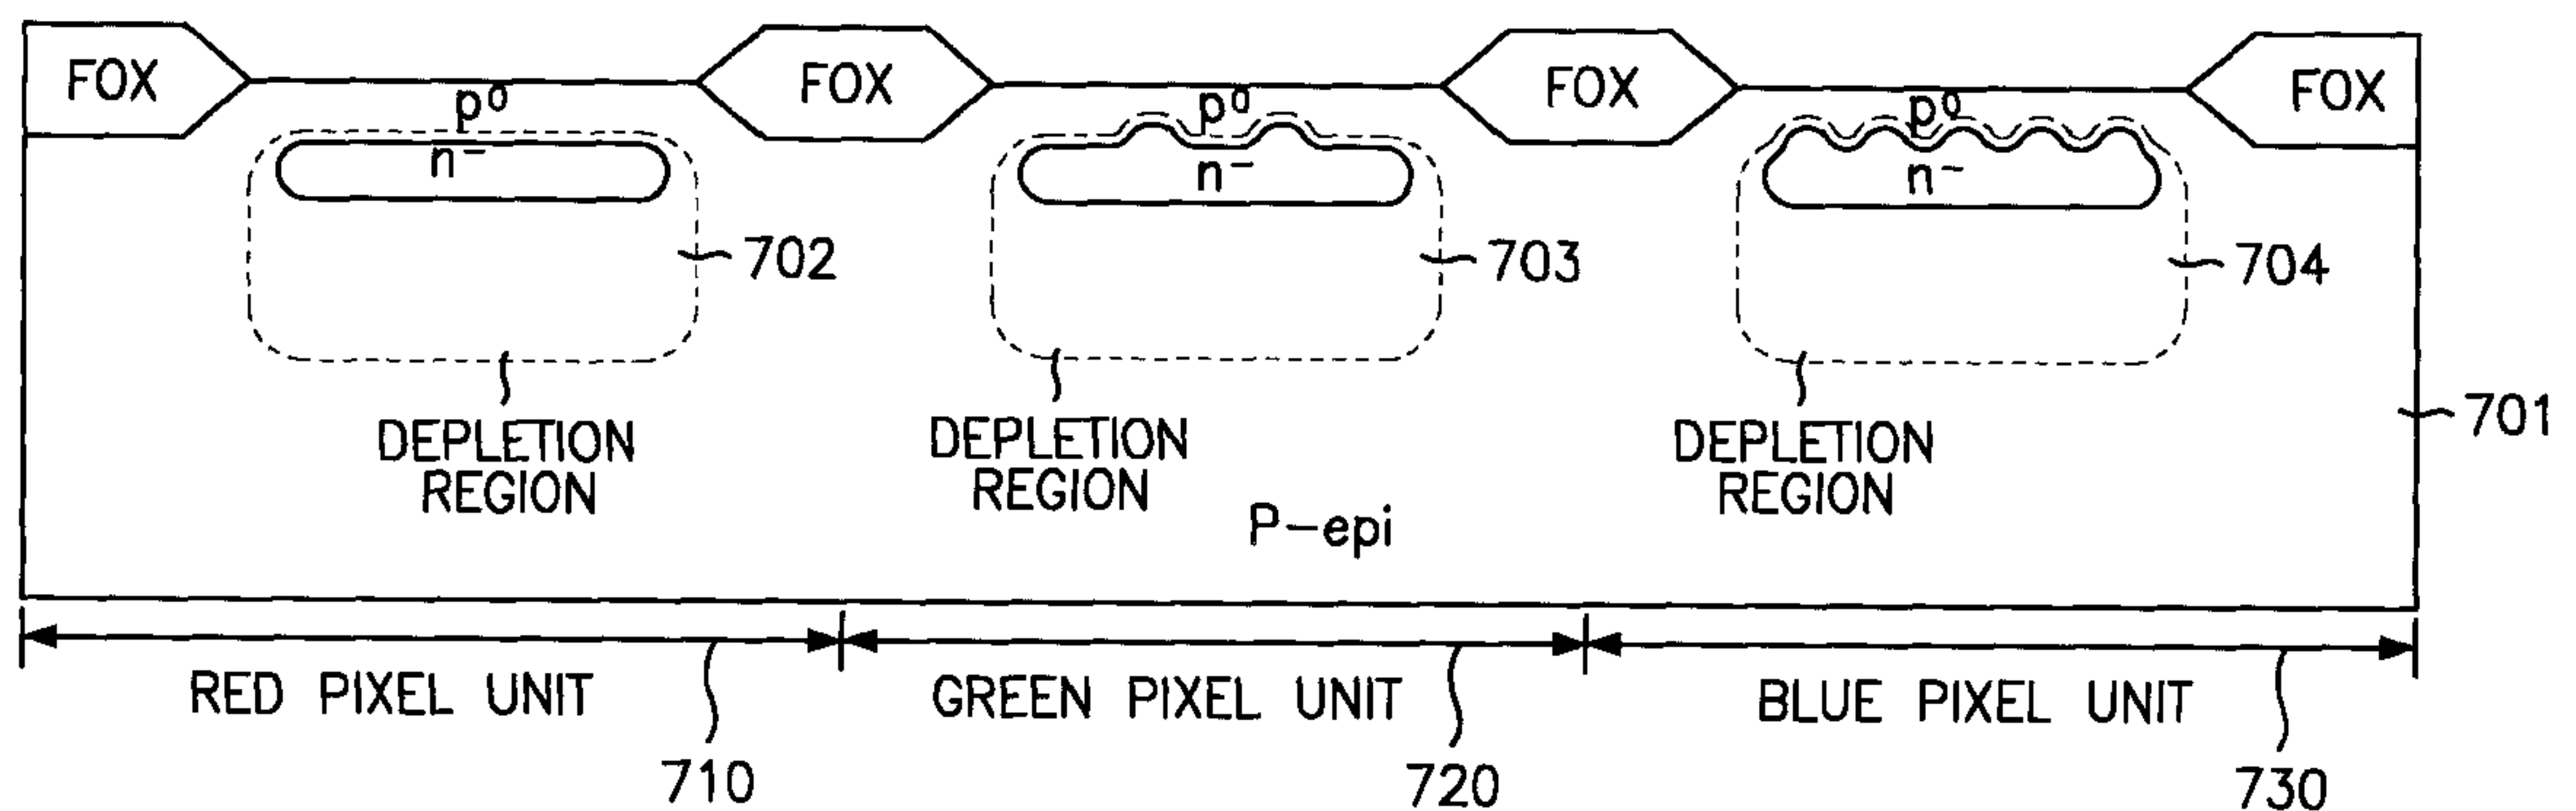 FOX FOX FOX FOX
p⁰ p⁰ p⁰
n⁻ n⁻ n⁻
702 703 704
DEPLETION REGION
DEPLETION REGION
DEPLETION REGION
701
P-epi
RED PIXEL UNIT GREEN PIXEL UNIT BLUE PIXEL UNIT
710 720 730